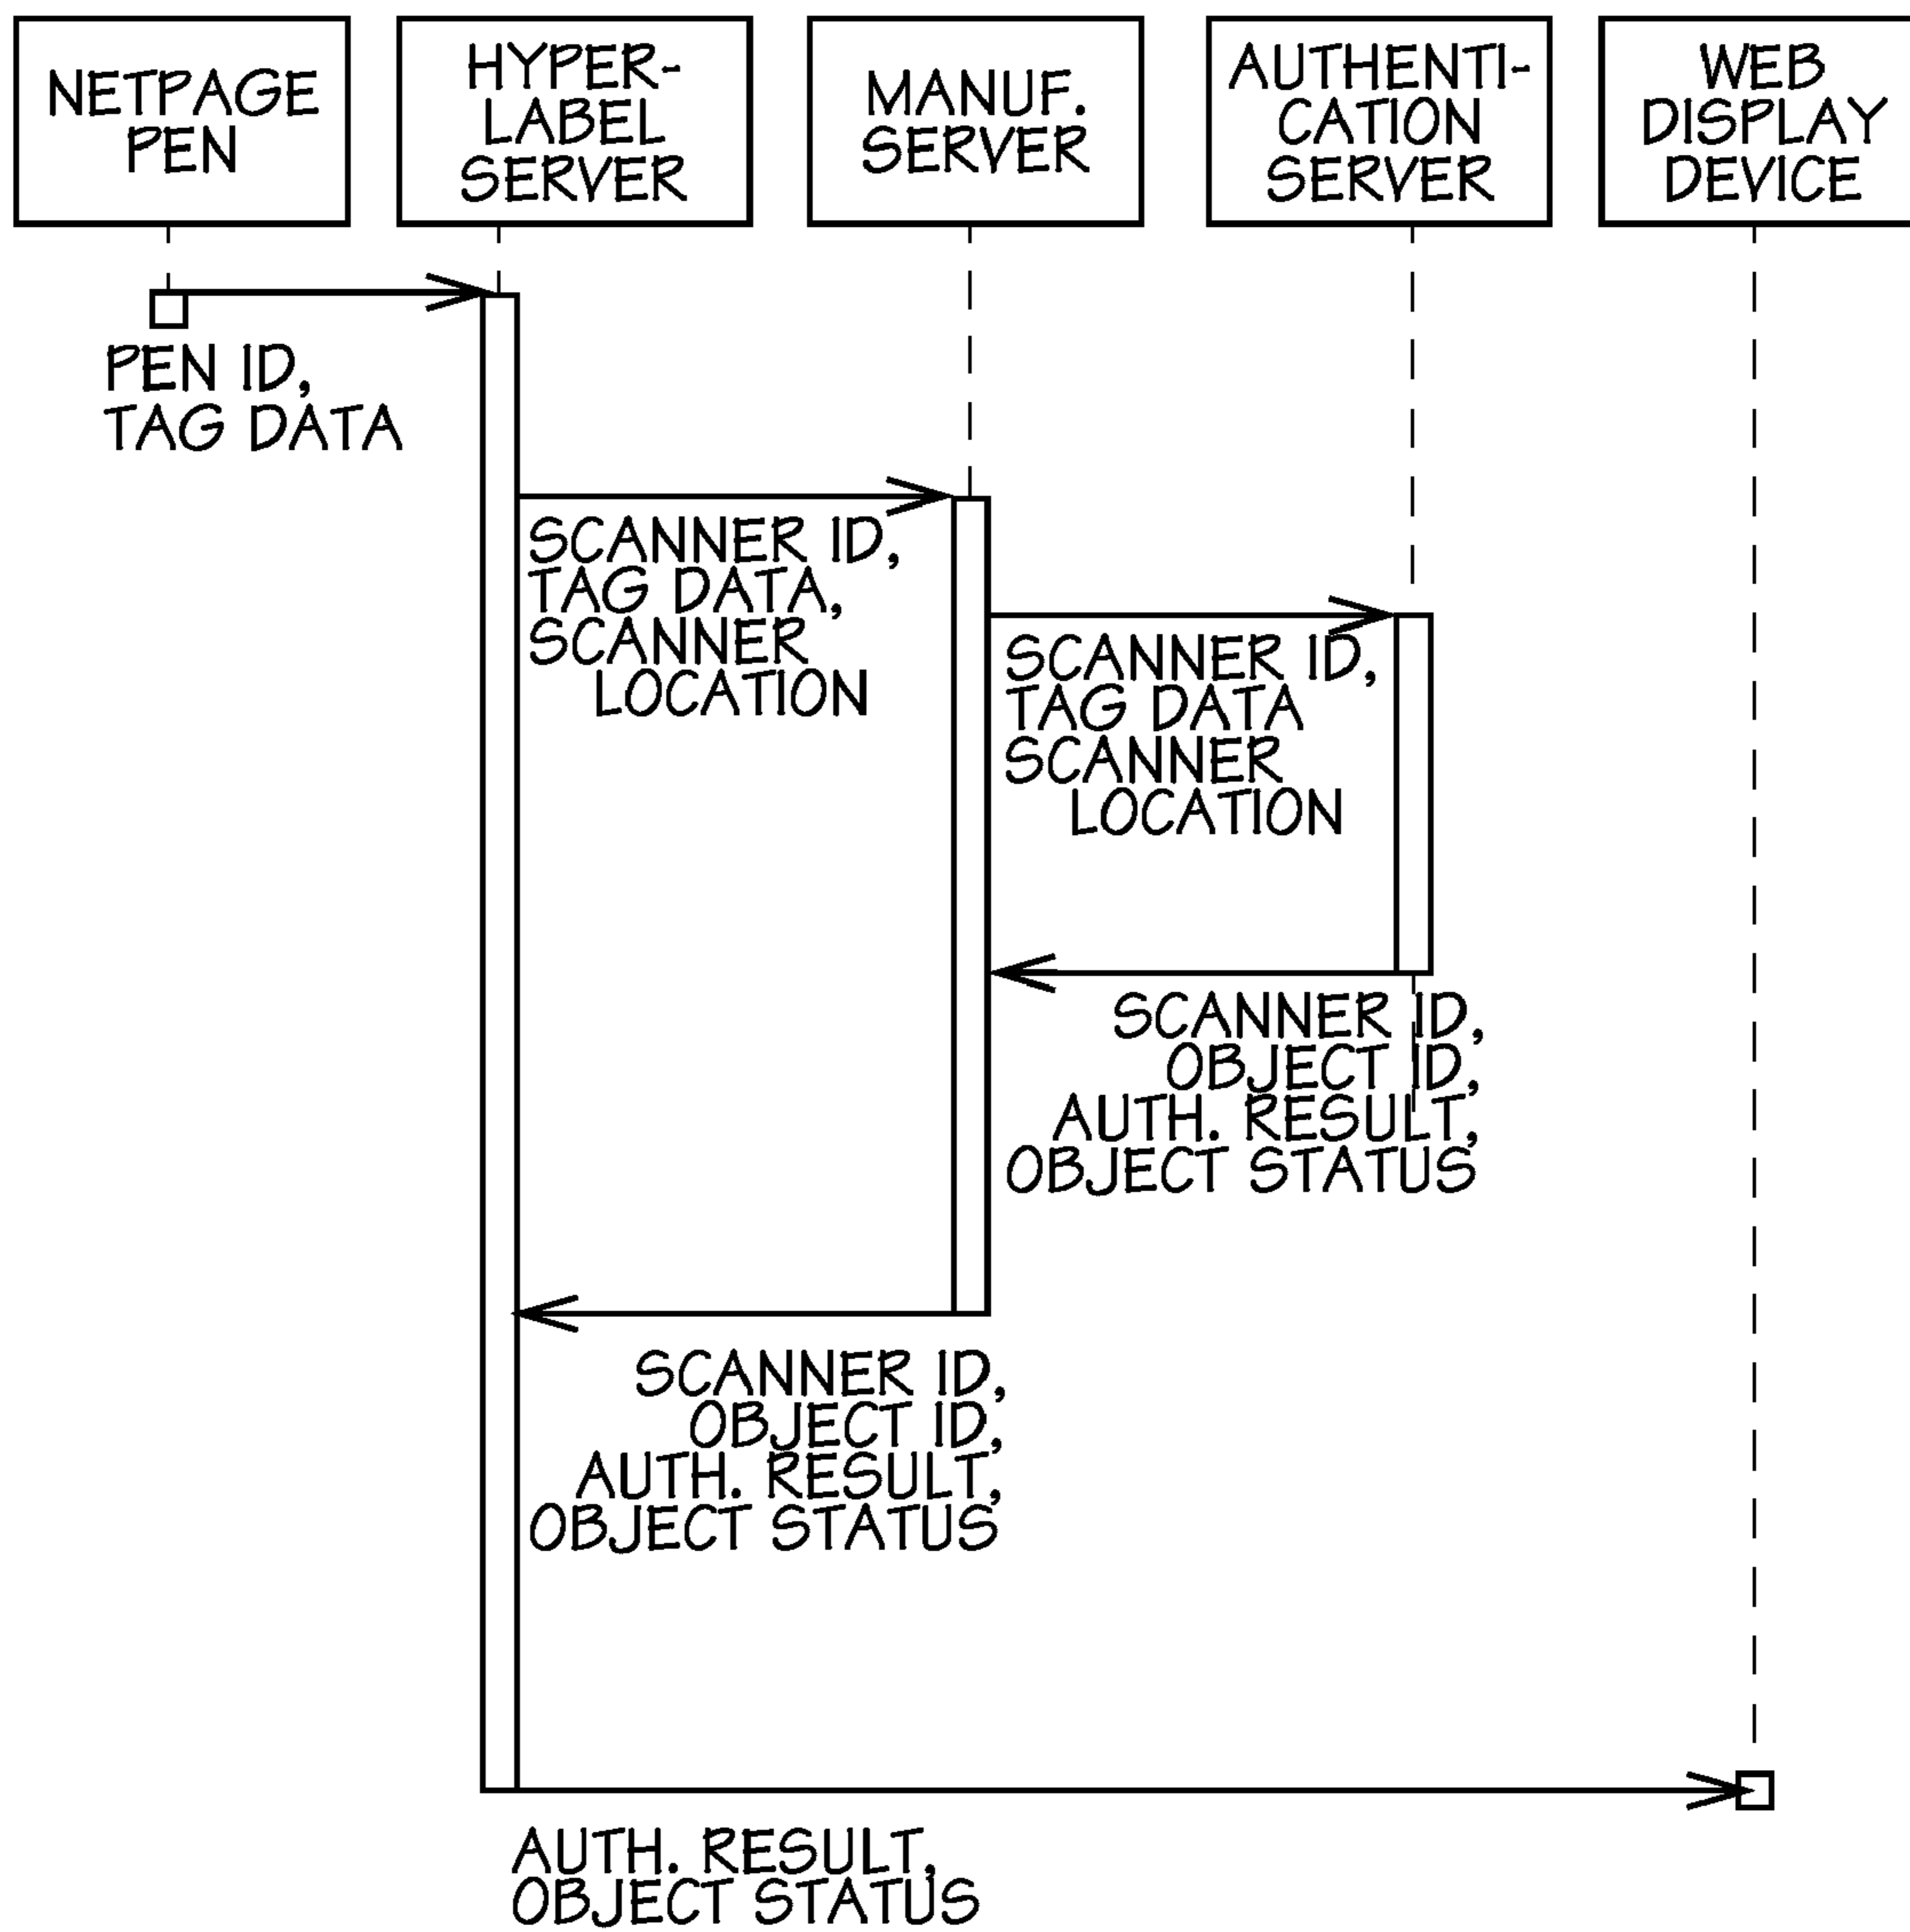 NETPAGE
PEN
HYPER-
LABEL
SERVER
MANUF.
SERVER
AUTHENTI-
CATION
SERVER
WEB
DISPLAY
DEVICE
PEN ID,
TAG DATA
SCANNER ID,
TAG DATA,
SCANNER
LOCATION
SCANNER ID,
TAG DATA
SCANNER
LOCATION
SCANNER ID,
OBJECT ID,
AUTH. RESULT,
OBJECT STATUS
SCANNER ID,
OBJECT ID,
AUTH. RESULT,
OBJECT STATUS
AUTH. RESULT,
OBJECT STATUS